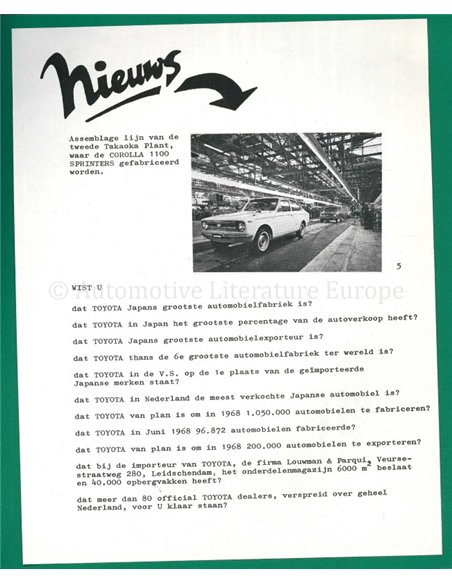 Nieuws
Assemblage lijn van de
tweede Takaoka Plant,
waar de COROLLA 1100
SPRINTERS gefabriceerd
worden.
5
WIST U
© Automotive Literature Europe
dat TOYOTA Japans grootste automobielfabriek is?
dat TOYOTA in Japan het grootste percentage van de autoverkoop heeft?
dat TOYOTA Japans grootste automobielexporteur is?
dat TOYOTA thans de 6e grootste automobielfabriek ter wereld is?
dat TOYOTA in de V.S. op de 1e plaats van de geïmporteerde
Japanse merken staat?
dat TOYOTA in Nederland de meest verkochte Japanse automobiel is?
dat TOYOTA van plan is om in 1968 1.050.000 automobielen te fabriceren?
dat TOYOTA in Juni 1968 96.872 automobielen fabriceerde?
dat TOYOTA van plan is om in 1968 200.000 automobielen te exporteren?
dat bij de importeur van TOYOTA, de firma Louwman & Parqui, Veurse-
straatweg 280, Leidschendam, het onderdelenmagazijn 6000 m2 beslaat
en 40.000 opbergvakken heeft?
dat meer dan 80 official TOYOTA dealers, verspreid over geheel
Nederland, voor U klaar staan?